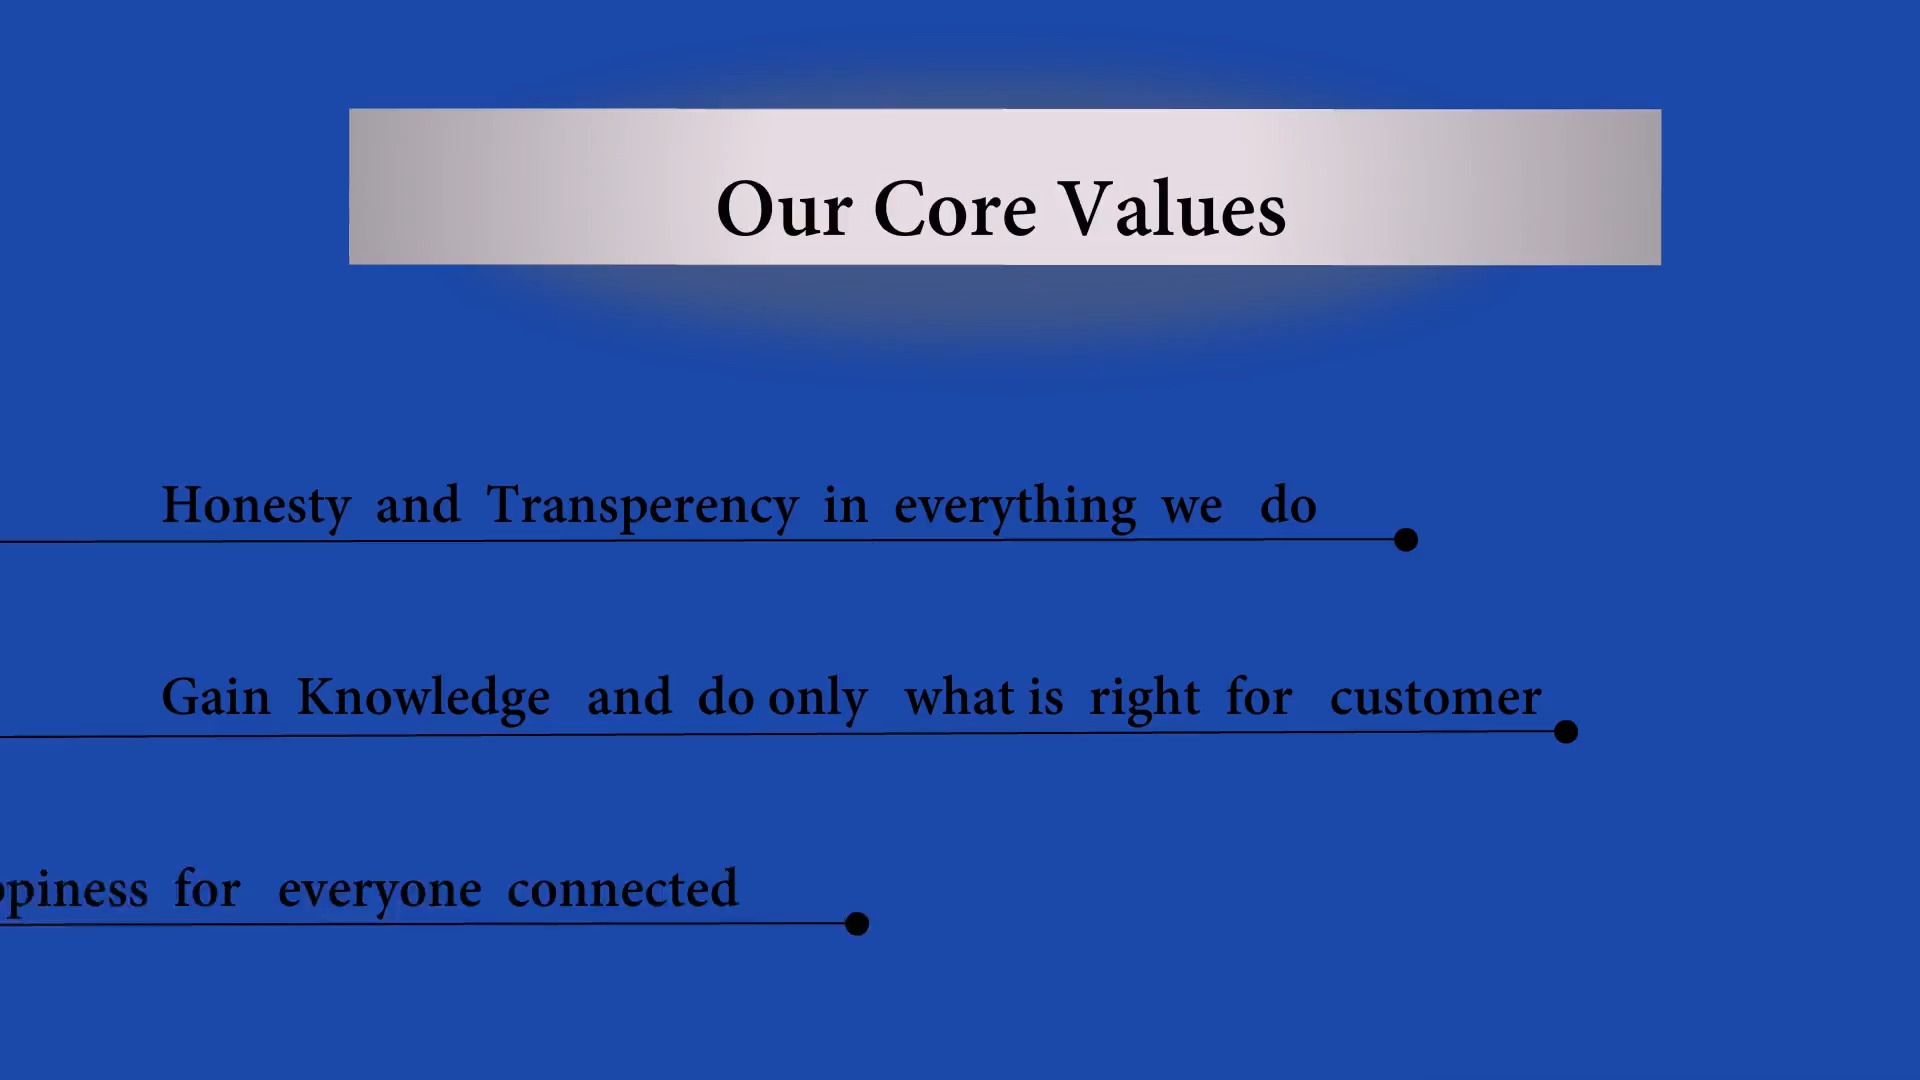 Our Core Values
Honesty and Transperency in everything we do
Gain Knowledge and do only what is right for customer
for everyone connected